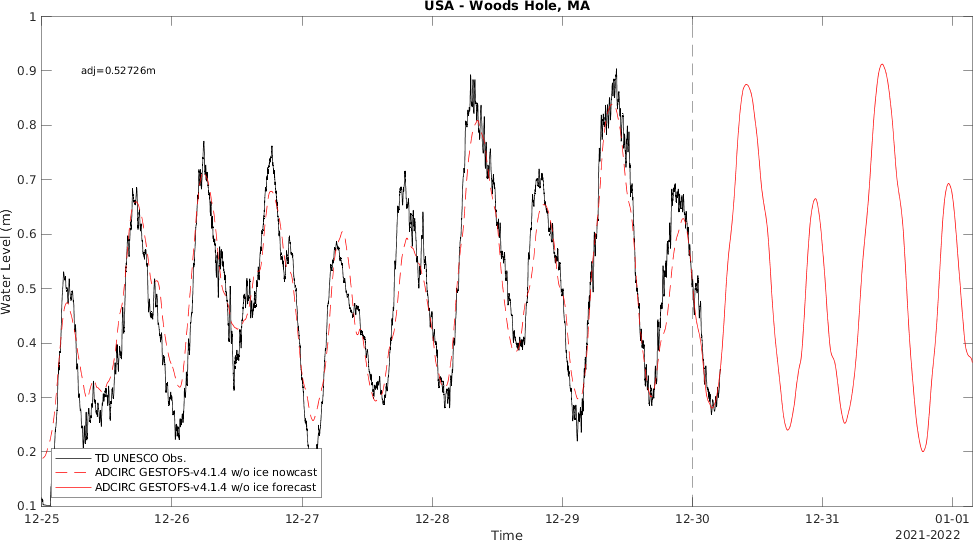 USA - Woods Hole, MA
1
0.9
0.8
0.7
0.6
0.5
0.4
0.3
0.2
0.1
Water Level (m)
adj=0.52726m
TD UNESCO Obs.
ADCIRC GESTOFS-v4.1.4 w/o ice nowcast
ADCIRC GESTOFS-v4.1.4 w/o ice forecast
12-25 12-26 12-27 12-28 12-29 12-30 12-31 01-01
Time
2021-2022